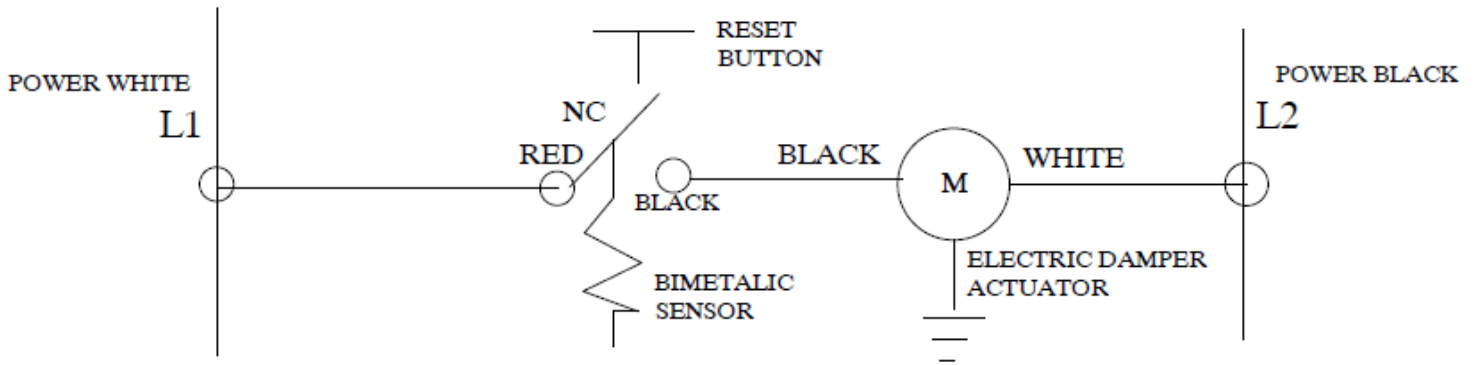 RESET
BUTTON
POWER WHITE
L1
NC
RED
BLACK
BLACK
M
WHITE
POWER BLACK
L2
BIMETALIC
SENSOR
ELECTRIC DAMPER
ACTUATOR